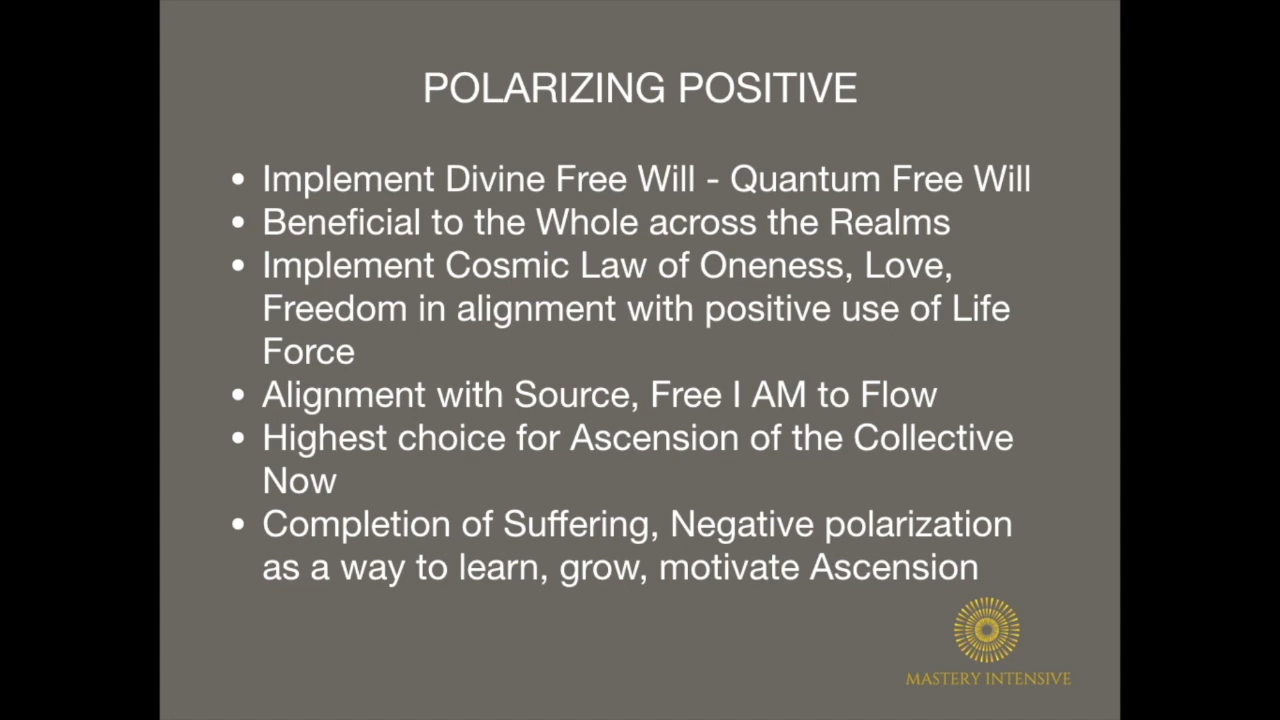 POLARIZING POSITIVE
• Implement Divine Free Will - Quantum Free Will
• Beneficial to the Whole across the Realms
• Implement Cosmic Law of Oneness, Love,
Freedom in alignment with positive use of Life
Force
• Alignment with Source, Free I AM to Flow
• Highest choice for Ascension of the Collective
Now
• Completion of Suffering, Negative polarization
as a way to learn, grow, motivate Ascension
MASTERY INTENSIVE